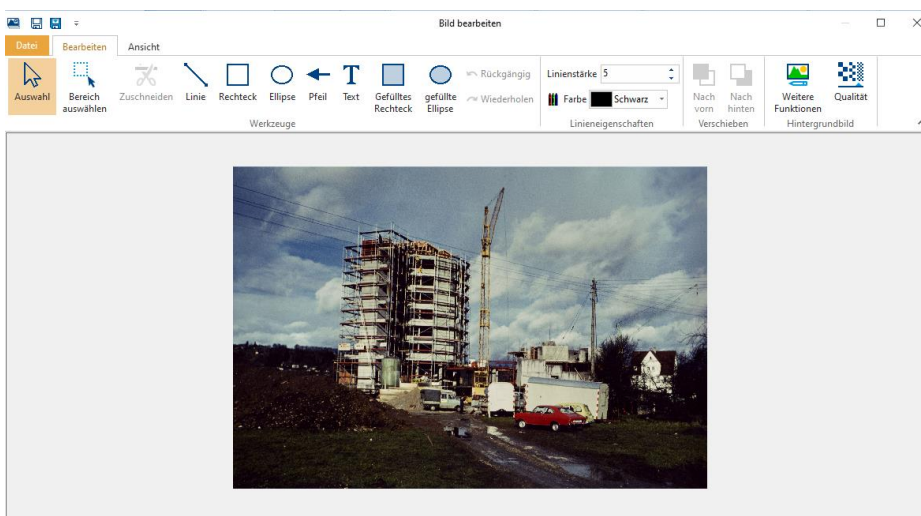 Bild bearbeiten
Datei
Bearbeiten
Ansicht
Auswahl
Bereich auswählen
Zuschneiden
Linie
Rechteck
Ellipse
Pfeil
Text
Gefülltes Rechteck
gefüllte Ellipse
Rückgängig
Wiederholen
Werkzeuge
Linienstärke 5
Farbe Schwarz
Linieneigenschaften
Nach vorn
Nach hinten
Verschieben
Weitere Funktionen
Qualität
Hintergrundbild